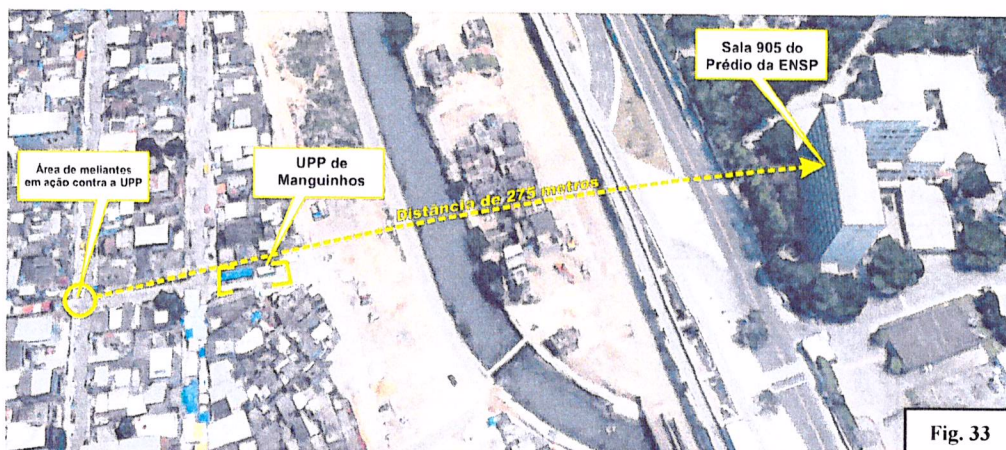 Sala 905 do
Prédio da ENSP
Área de meliantes
em ação contra a UPP
UPP de
Manguinhos
Distância de 275 metros
Fig. 33